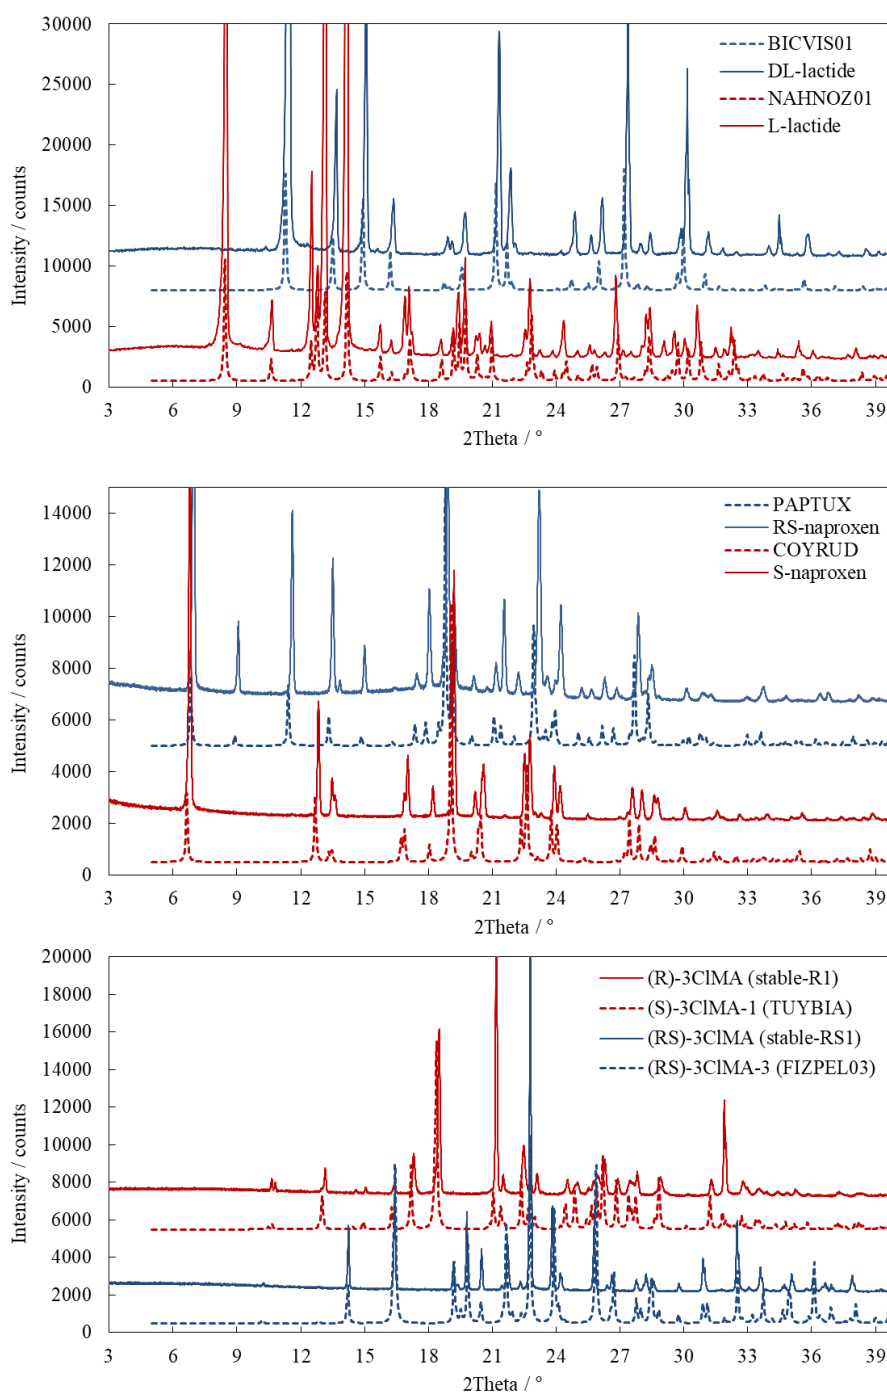 30000
25000
20000
15000
10000
5000
0
Intensity / counts
BICVIS01
DL-lactide
NAHNOZ01
L-lactide
3 6 9 12 15 18 21 24 27 30 33 36 39
2Theta / °
14000
12000
10000
8000
6000
4000
2000
0
Intensity / counts
PAPTUX
RS-naproxen
COYRUD
S-naproxen
3 6 9 12 15 18 21 24 27 30 33 36 39
2Theta / °
20000
18000
16000
14000
12000
10000
8000
6000
4000
2000
0
Intensity / counts
(R)-3ClMA (stable-R1)
(S)-3ClMA-1 (TUYBIA)
(RS)-3ClMA (stable-RS1)
(RS)-3ClMA-3 (FIZPEL03)
3 6 9 12 15 18 21 24 27 30 33 36 39
2Theta / °